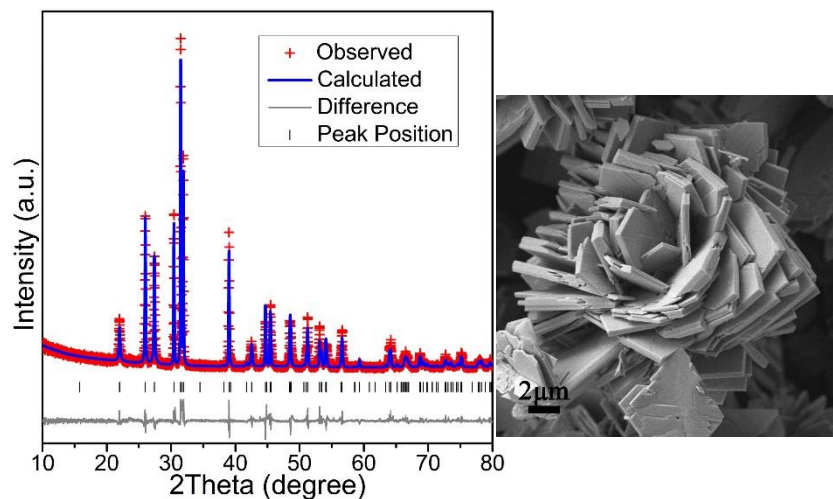 Observed
Calculated
Difference
Peak Position
Intensity (a.u.)
10 20 30 40 50 60 70 80
2Theta (degree)
2μm